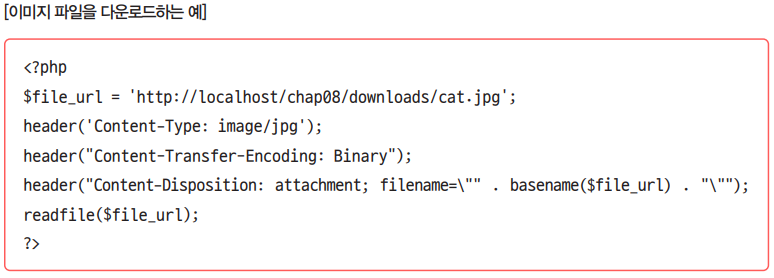 [이미지 파일을 다운로드하는 예]
<?php
$file_url = 'http://localhost/chap08/downloads/cat.jpg';
header('Content-Type: image/jpg');
header("Content-Transfer-Encoding: Binary");
header("Content-Disposition: attachment; filename=\"" . basename($file_url) . "\"");
readfile($file_url);
?>